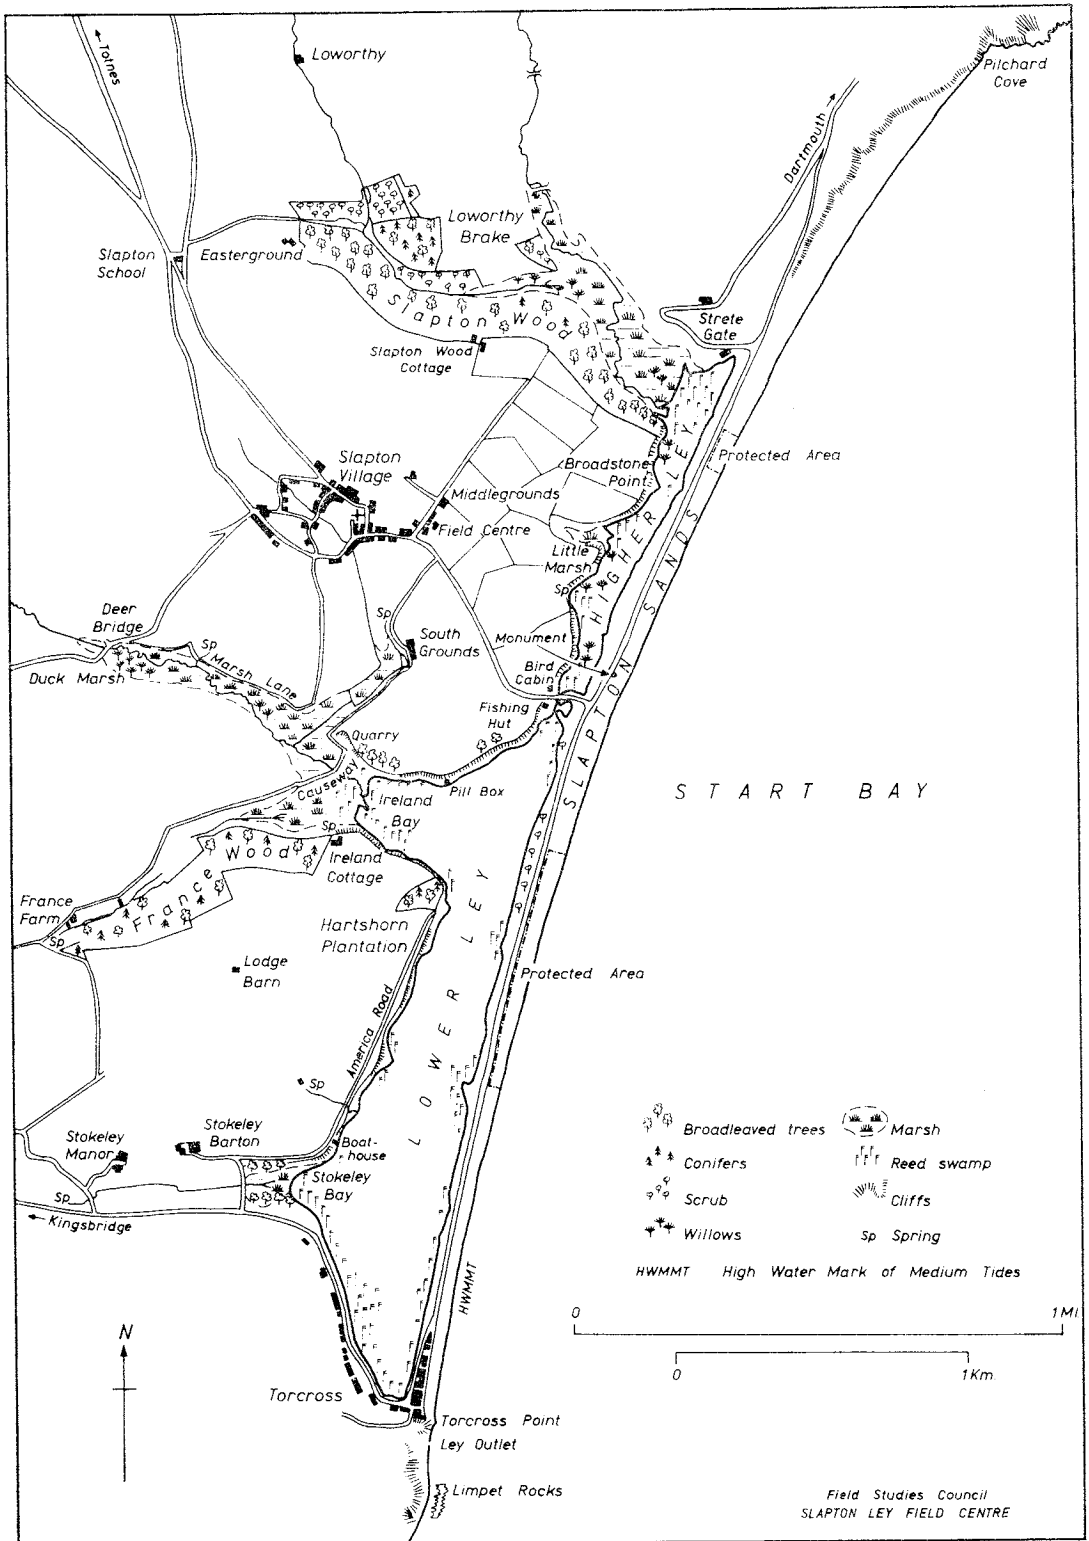 Totnes
Loworthy
Pilchard
Cove
Dartmouth
Loworthy
Brake
Slapton
School
Easterground
Slapton Wood
Strete
Gate
Slapton Wood
Cottage
Slapton
Village
Broadstone
Point
Protected Area
Middlegrounds
Field Centre
HIGHER LEY
Little
Marsh
Sp
Sp
Deer
Bridge
Sp
South
Grounds
Monument
Marsh Lane
Bird
Cabin
Duck Marsh
Fishing
Hut
SLAPTON SANDS
Quarry
Causeway
Pill Box
START BAY
Ireland
Bay
Sp
France Wood
Ireland
Cottage
France
Farm
Sp
Hartshorn
Plantation
LOWER LEY
Lodge
Barn
Protected Area
America Road
Sp
Stokeley
Barton
Stokeley
Manor
Boat-
house
Stokeley
Bay
Sp
Kingsbridge
Broadleaved trees
Marsh
Conifers
Reed swamp
Scrub
Cliffs
Willows
Sp Spring
HWMMT High Water Mark of Medium Tides
HWMMT
0 1 Ml.
0 1 Km.
N
Torcross
Torcross Point
Ley Outlet
Limpet Rocks
Field Studies Council
SLAPTON LEY FIELD CENTRE